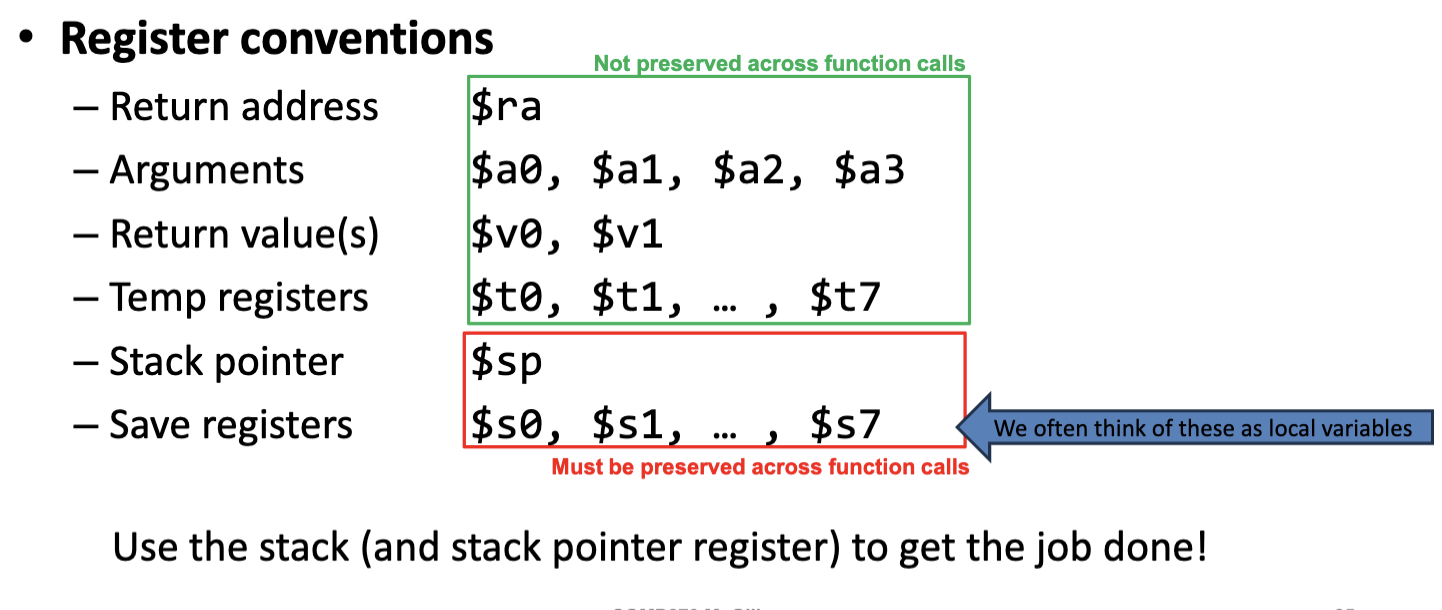 • Register conventions
Not preserved across function calls
– Return address $ra
– Arguments $a0, $a1, $a2, $a3
– Return value(s) $v0, $v1
– Temp registers $t0, $t1, … , $t7
– Stack pointer $sp
– Save registers $s0, $s1, … , $s7
We often think of these as local variables
Must be preserved across function calls
Use the stack (and stack pointer register) to get the job done!